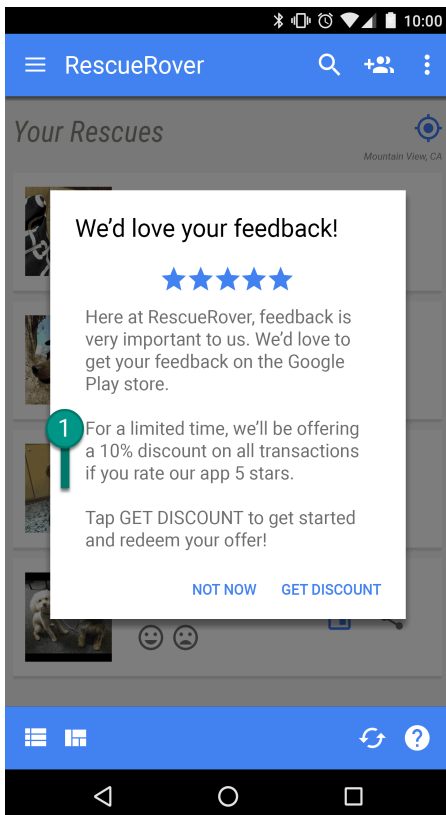 10:00
RescueRover
Your Rescues
Mountain View, CA
We’d love your feedback!
Here at RescueRover, feedback is
very important to us. We’d love to
get your feedback on the Google
Play store.
1
For a limited time, we’ll be offering
a 10% discount on all transactions
if you rate our app 5 stars.
Tap GET DISCOUNT to get started
and redeem your offer!
NOT NOW GET DISCOUNT